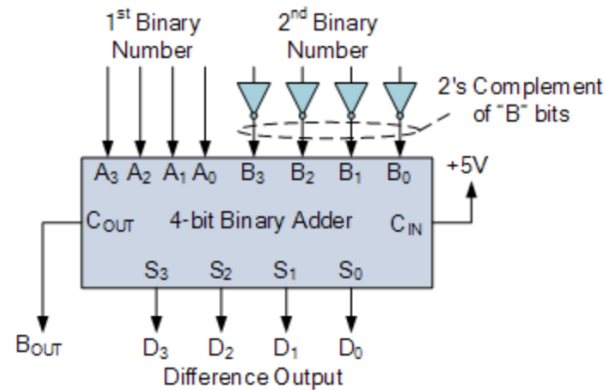 1st Binary Number
2nd Binary Number
2's Complement
of "B" bits
+5V
A3 A2 A1 A0 B3 B2 B1 B0
COUT 4-bit Binary Adder CIN
S3 S2 S1 S0
BOUT D3 D2 D1 D0
Difference Output